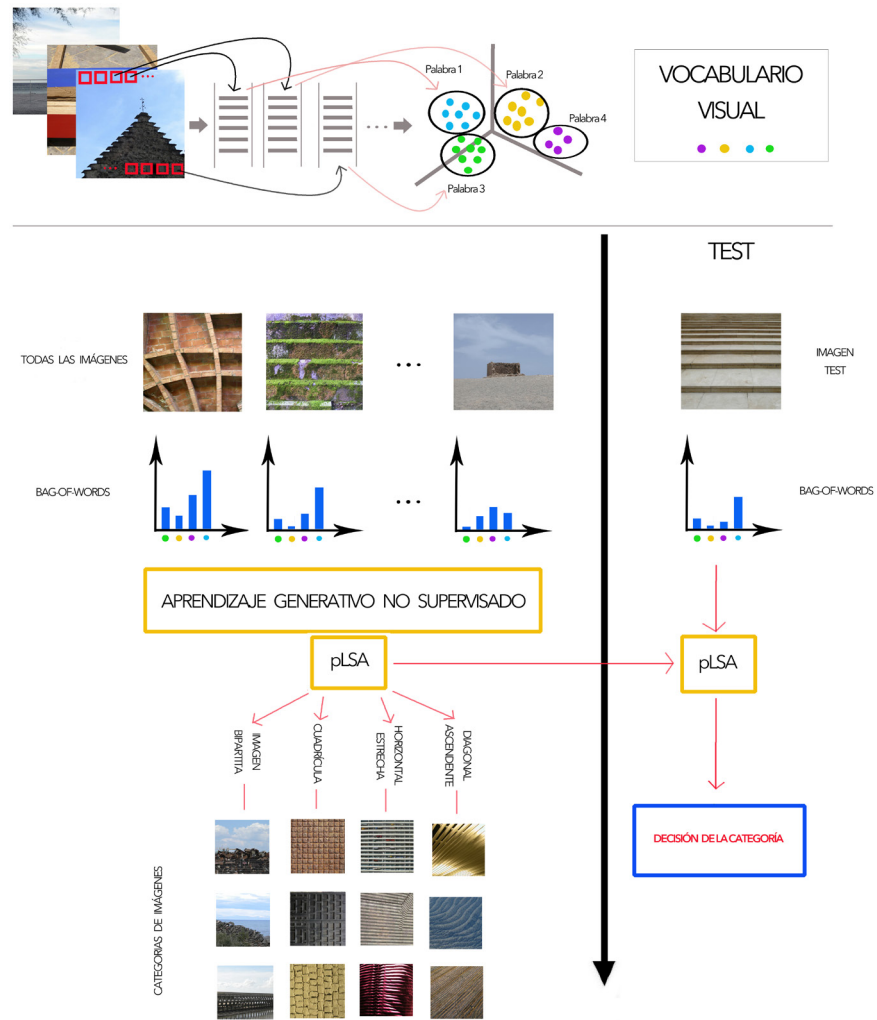 Palabra 1
Palabra 2
Palabra 4
Palabra 3
VOCABULARIO
VISUAL
TEST
TODAS LAS IMÁGENES
...
IMAGEN
TEST
BAG-OF-WORDS
...
BAG-OF-WORDS
APRENDIZAJE GENERATIVO NO SUPERVISADO
pLSA
pLSA
IMAGEN
BIPARTITA
CUADRÍCULA
HORIZONTAL
ESTRECHA
DIAGONAL
ASCENDENTE
DECISIÓN DE LA CATEGORÍA
CATEGORIAS DE IMÁGENES